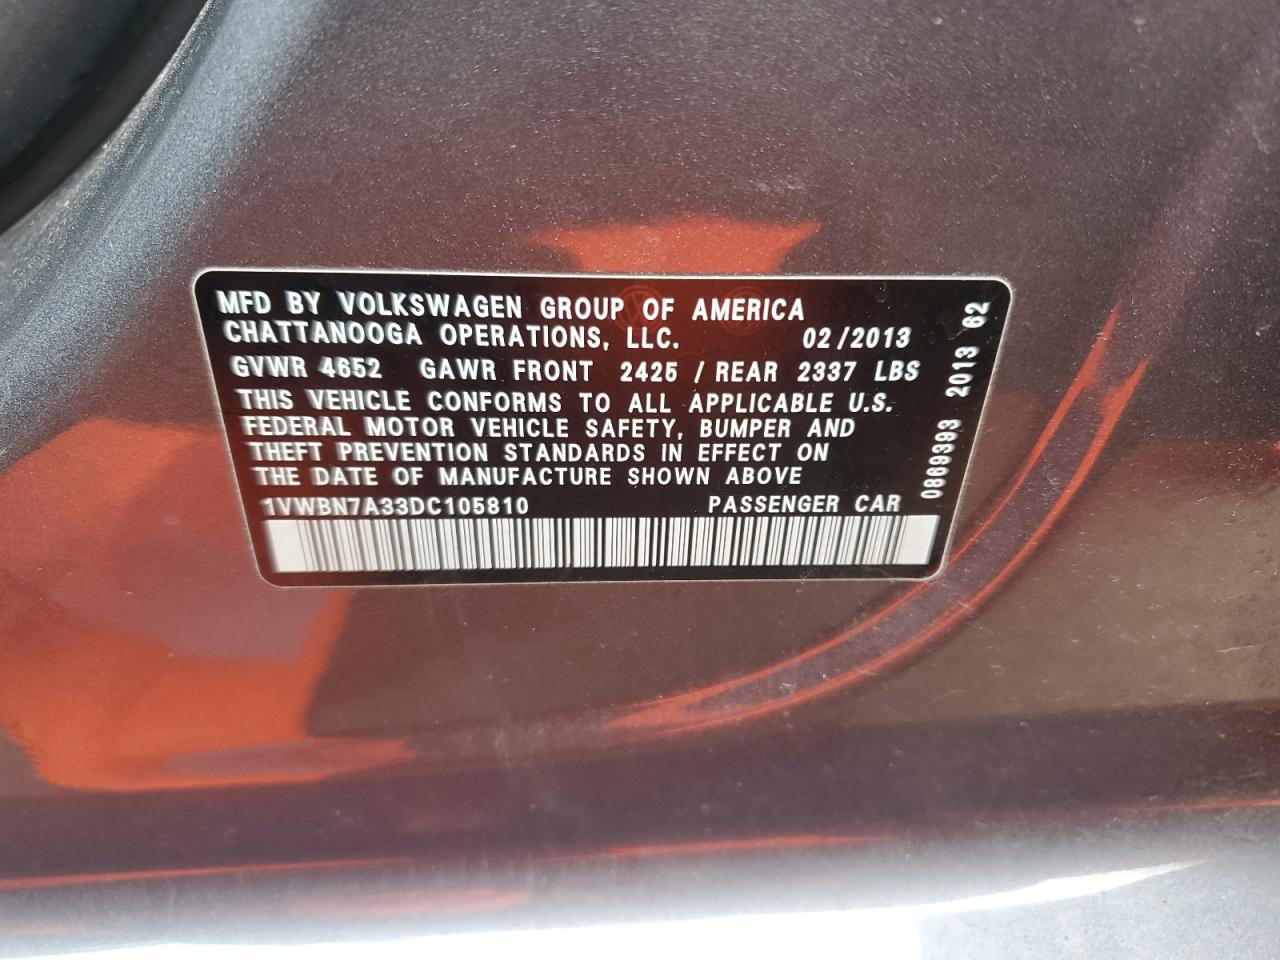 MFD BY VOLKSWAGEN GROUP OF AMERICA
CHATTANOOGA OPERATIONS, LLC. 02/2013
GVWR 4652 GAWR FRONT 2425 / REAR 2337 LBS
THIS VEHICLE CONFORMS TO ALL APPLICABLE U.S.
FEDERAL MOTOR VEHICLE SAFETY, BUMPER AND
THEFT PREVENTION STANDARDS IN EFFECT ON
THE DATE OF MANUFACTURE SHOWN ABOVE
1VWBN7A33DC105810 PASSENGER CAR
0869393 2013 62